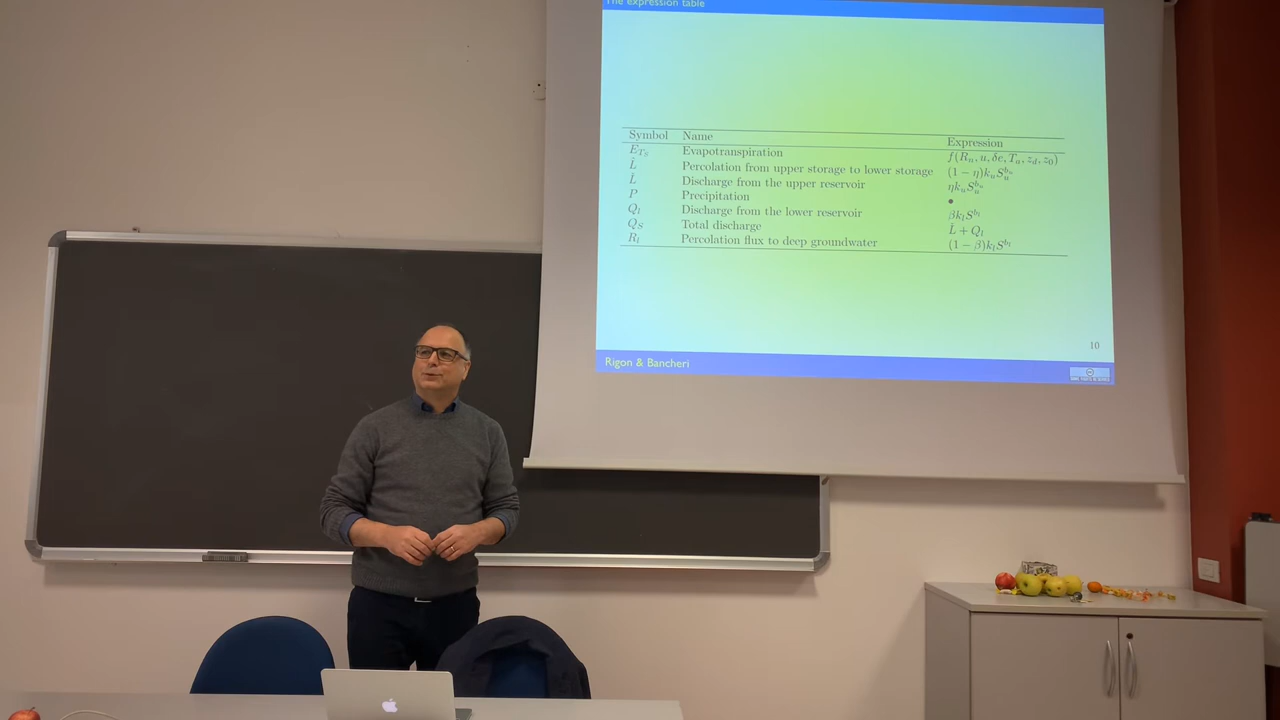 The expression table
Symbol Name Expression
E_{T_S} Evapotranspiration f(R_n, u, δe, T_a, z_d, z_0)
L̃ Percolation from upper storage to lower storage (1 − η)k_u S_u^{b_u}
L̂ Discharge from the upper reservoir ηk_u S_u^{b_u}
P Precipitation •
Q_l Discharge from the lower reservoir βk_l S^{b_l}
Q_S Total discharge L̂ + Q_l
R_l Percolation flux to deep groundwater (1 − β)k_l S^{b_l}
10
Rigon & Bancheri
SOME RIGHTS RESERVED